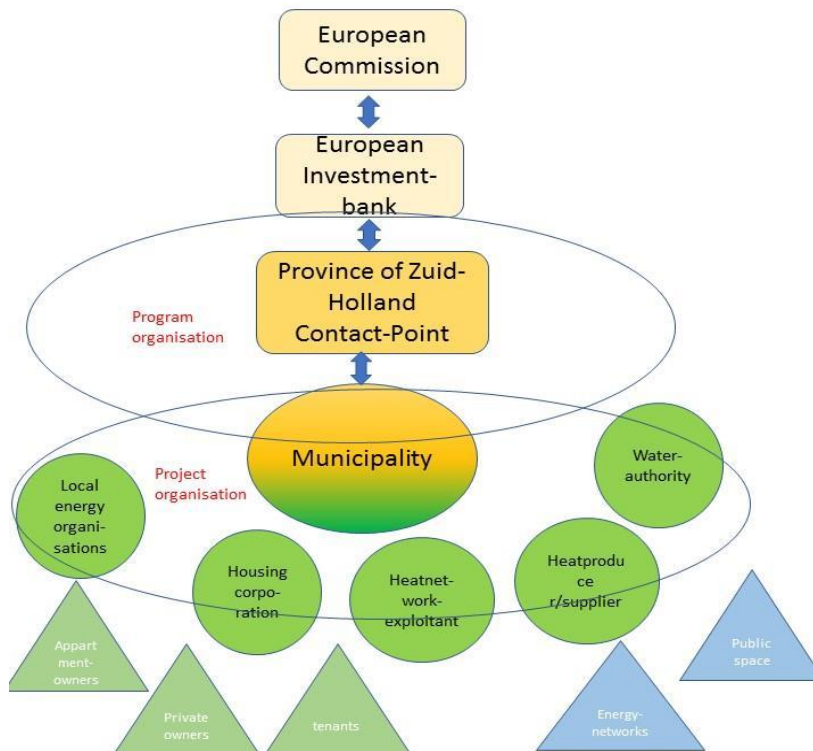 European
Commission
European
Investment-
bank
Province of Zuid-
Holland
Contact-Point
Program
organisation
Municipality
Project
organisation
Water-
authority
Local
energy
organi-
sations
Housing
corpo-
ration
Heatnet-
work-
exploitant
Heatproduce
r/supplier
Appart
ment-
owners
Private
owners
tenants
Energy-
networks
Public
space